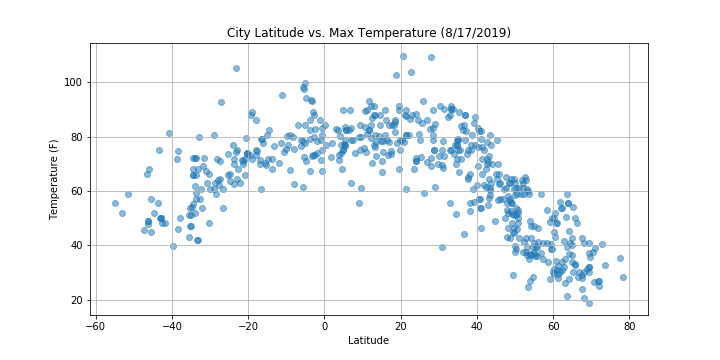 City Latitude vs. Max Temperature (8/17/2019)
100
80
60
40
20
Temperature (F)
−60 −40 −20 0 20 40 60 80
Latitude